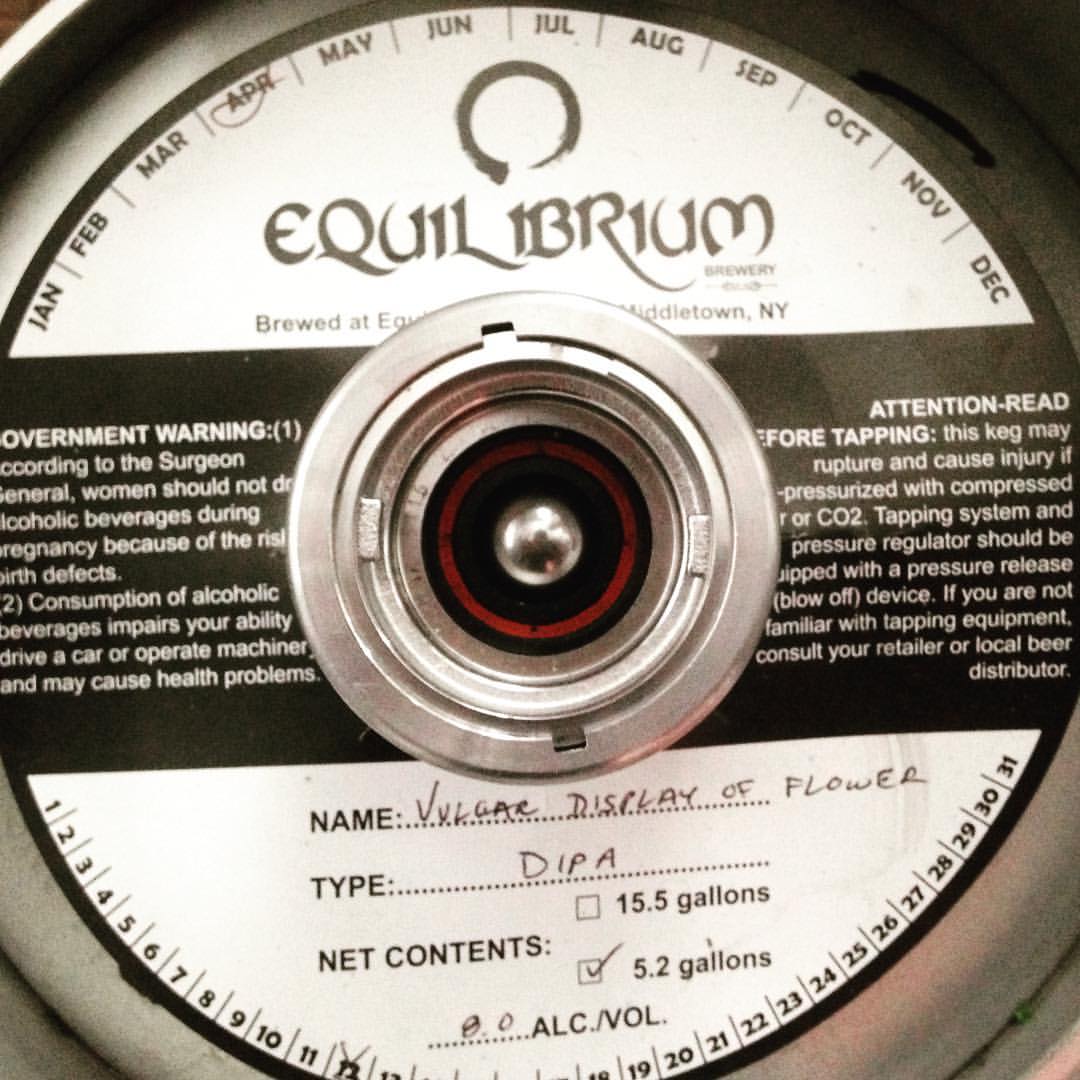 JAN | FEB | MAR | APR | MAY | JUN | JUL | AUG | SEP | OCT | NOV | DEC
EQUILIBRIUM
BREWERY
Brewed at Middletown, NY
OVERNMENT WARNING:(1)
ccording to the Surgeon
General, women should not dr
lcoholic beverages during
pregnancy because of the risk
birth defects.
(2) Consumption of alcoholic
beverages impairs your ability
drive a car or operate machiner
and may cause health problems.
ATTENTION-READ
EFORE TAPPING: this keg may
rupture and cause injury if
-pressurized with compressed
r or CO2. Tapping system and
pressure regulator should be
uipped with a pressure release
(blow off) device. If you are not
familiar with tapping equipment,
consult your retailer or local beer
distributor.
NAME: VULGAR DISPLAY OF FLOWER
TYPE: DIPA
15.5 gallons
NET CONTENTS:
5.2 gallons
8.0 ALC./VOL.
1 | 2 | 3 | 4 | 5 | 6 | 7 | 8 | 9 | 10 | 11 | 12 | 13 | 18 | 19 | 20 | 21 | 22 | 23 | 24 | 25 | 26 | 27 | 28 | 29 | 30 | 31